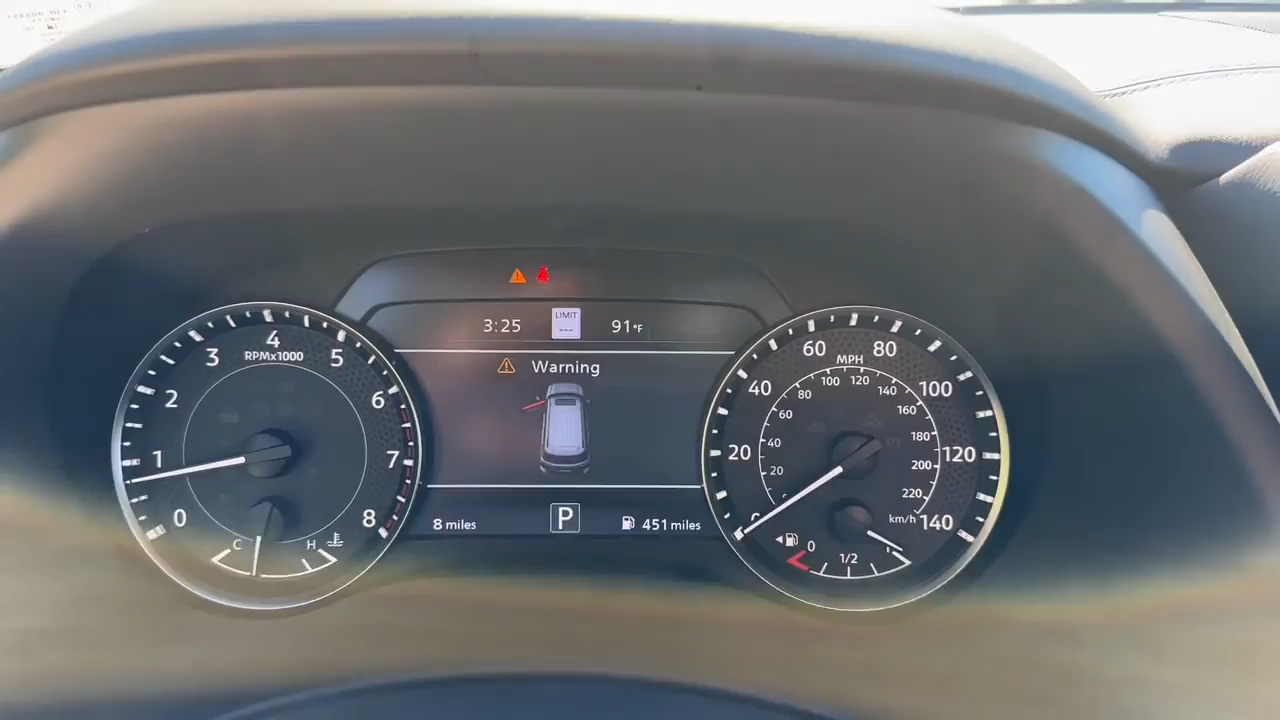 LIMIT
---
3:25
91°F
Warning
8 miles
P
451 miles
RPMx1000
0
1
2
3
4
5
6
7
8
C
H
MPH
20
40
60
80
100
120
140
20
40
60
80
100
120
140
160
180
200
220
km/h
0
1/2